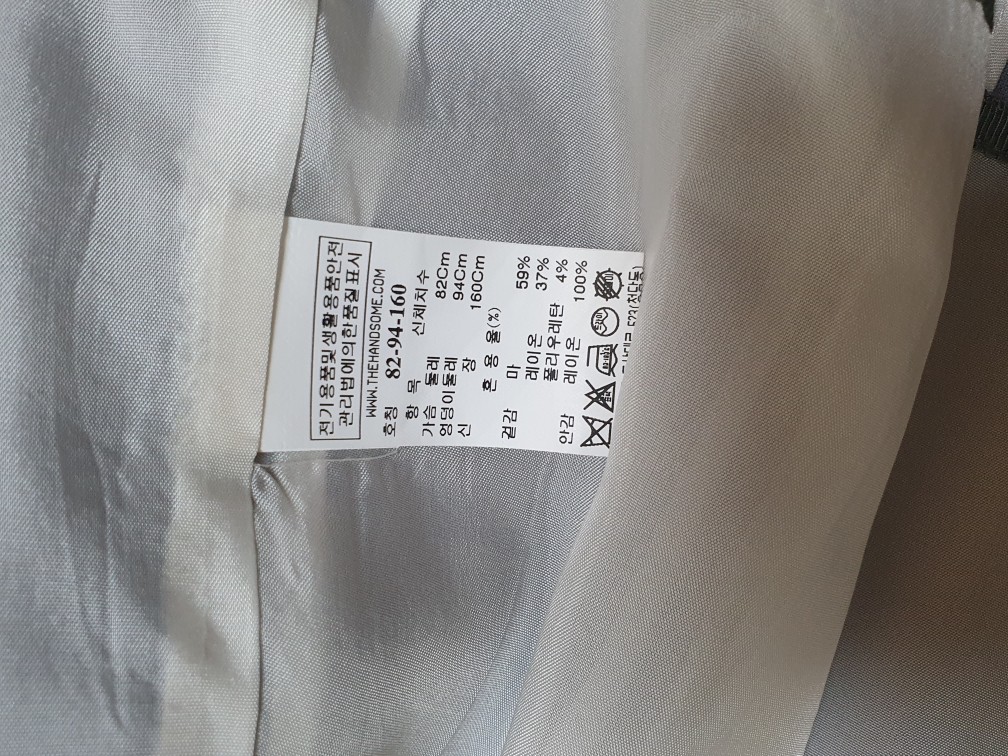 전기용품및생활용품안전
관리법에의한품질표시
WWW.THEHANDSOME.COM
호칭 82-94-160
항 목 신체치수
가슴 둘레 82Cm
엉덩이둘레 94Cm
신 장 160Cm
혼 용 율(%)
겉감 마 59%
레이온 37%
폴리우레탄 4%
안감 레이온 100%